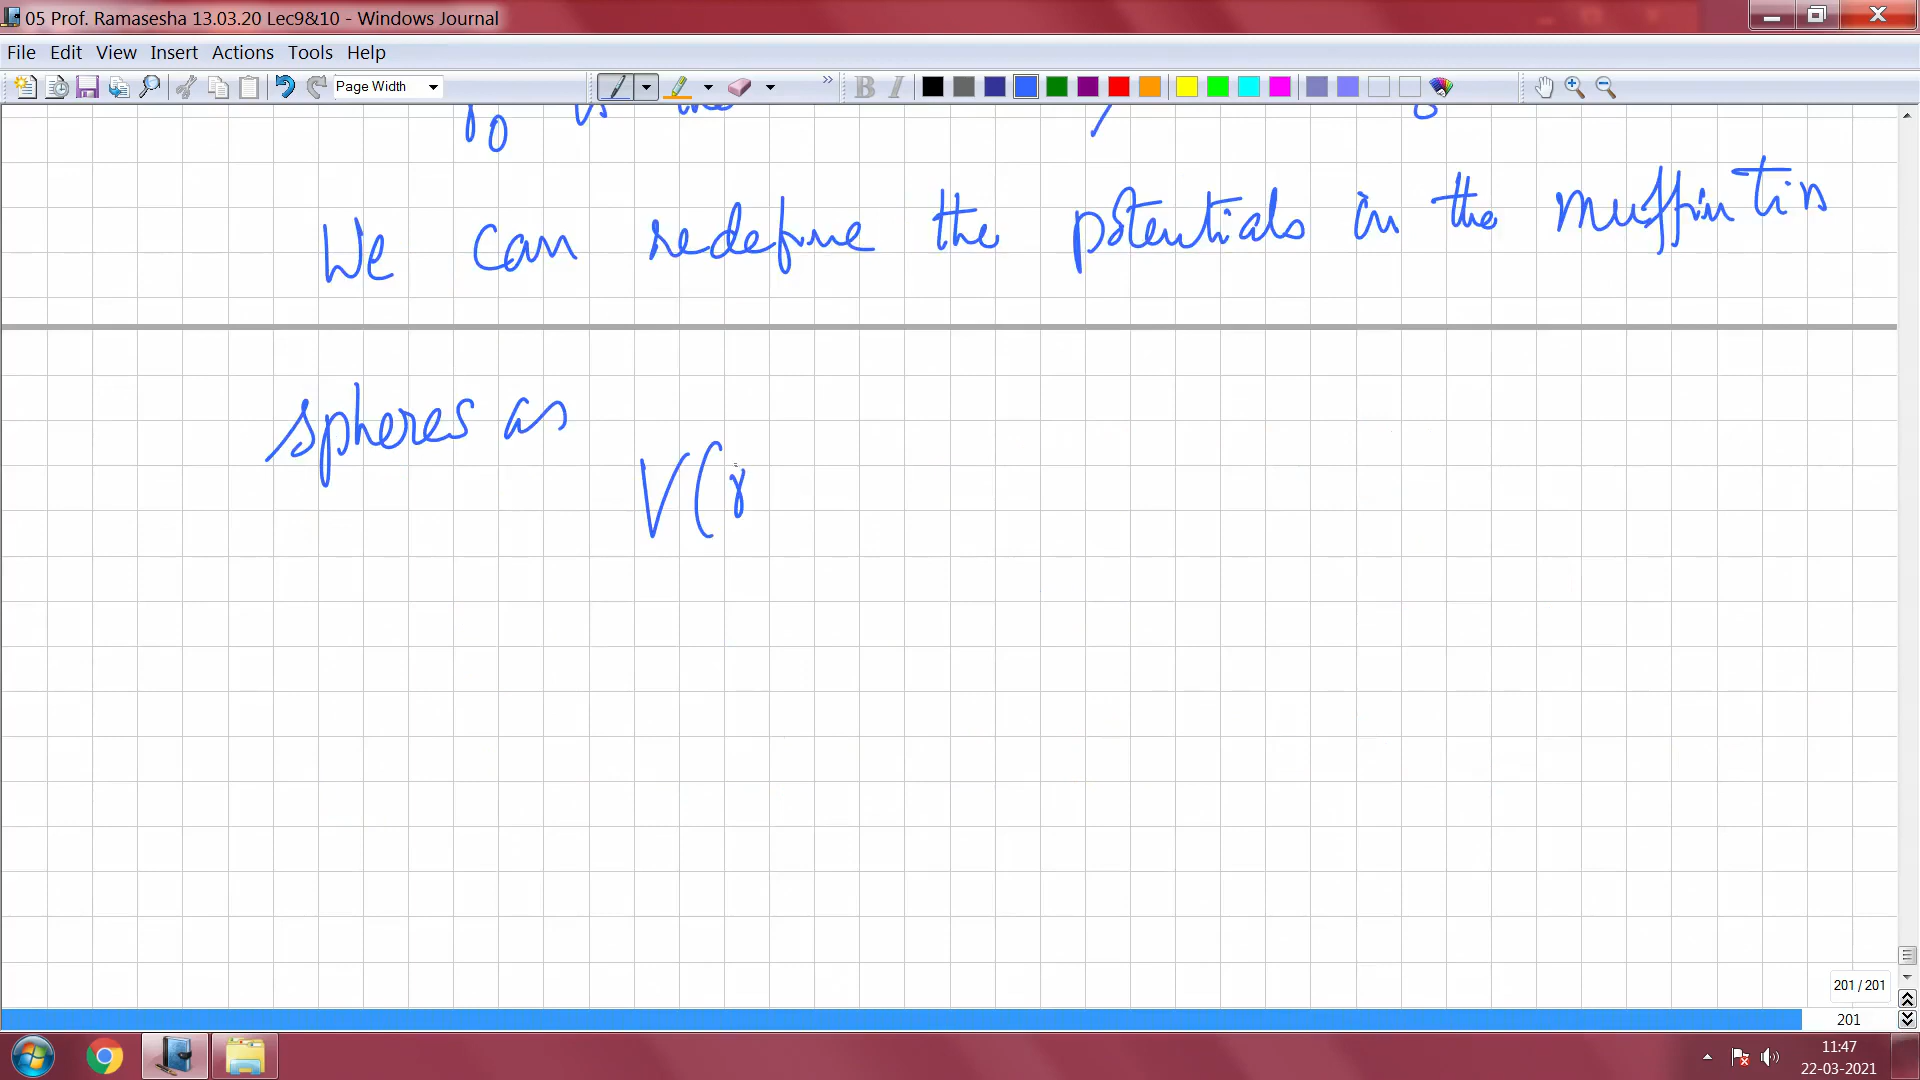 05 Prof. Ramasesha 13.03.20 Lec9&10 - Windows Journal
File Edit View Insert Actions Tools Help
Page Width
is the
We can redefine the potentials in the muffin tin
spheres as
V(r
201 / 201
201
11:47
22-03-2021